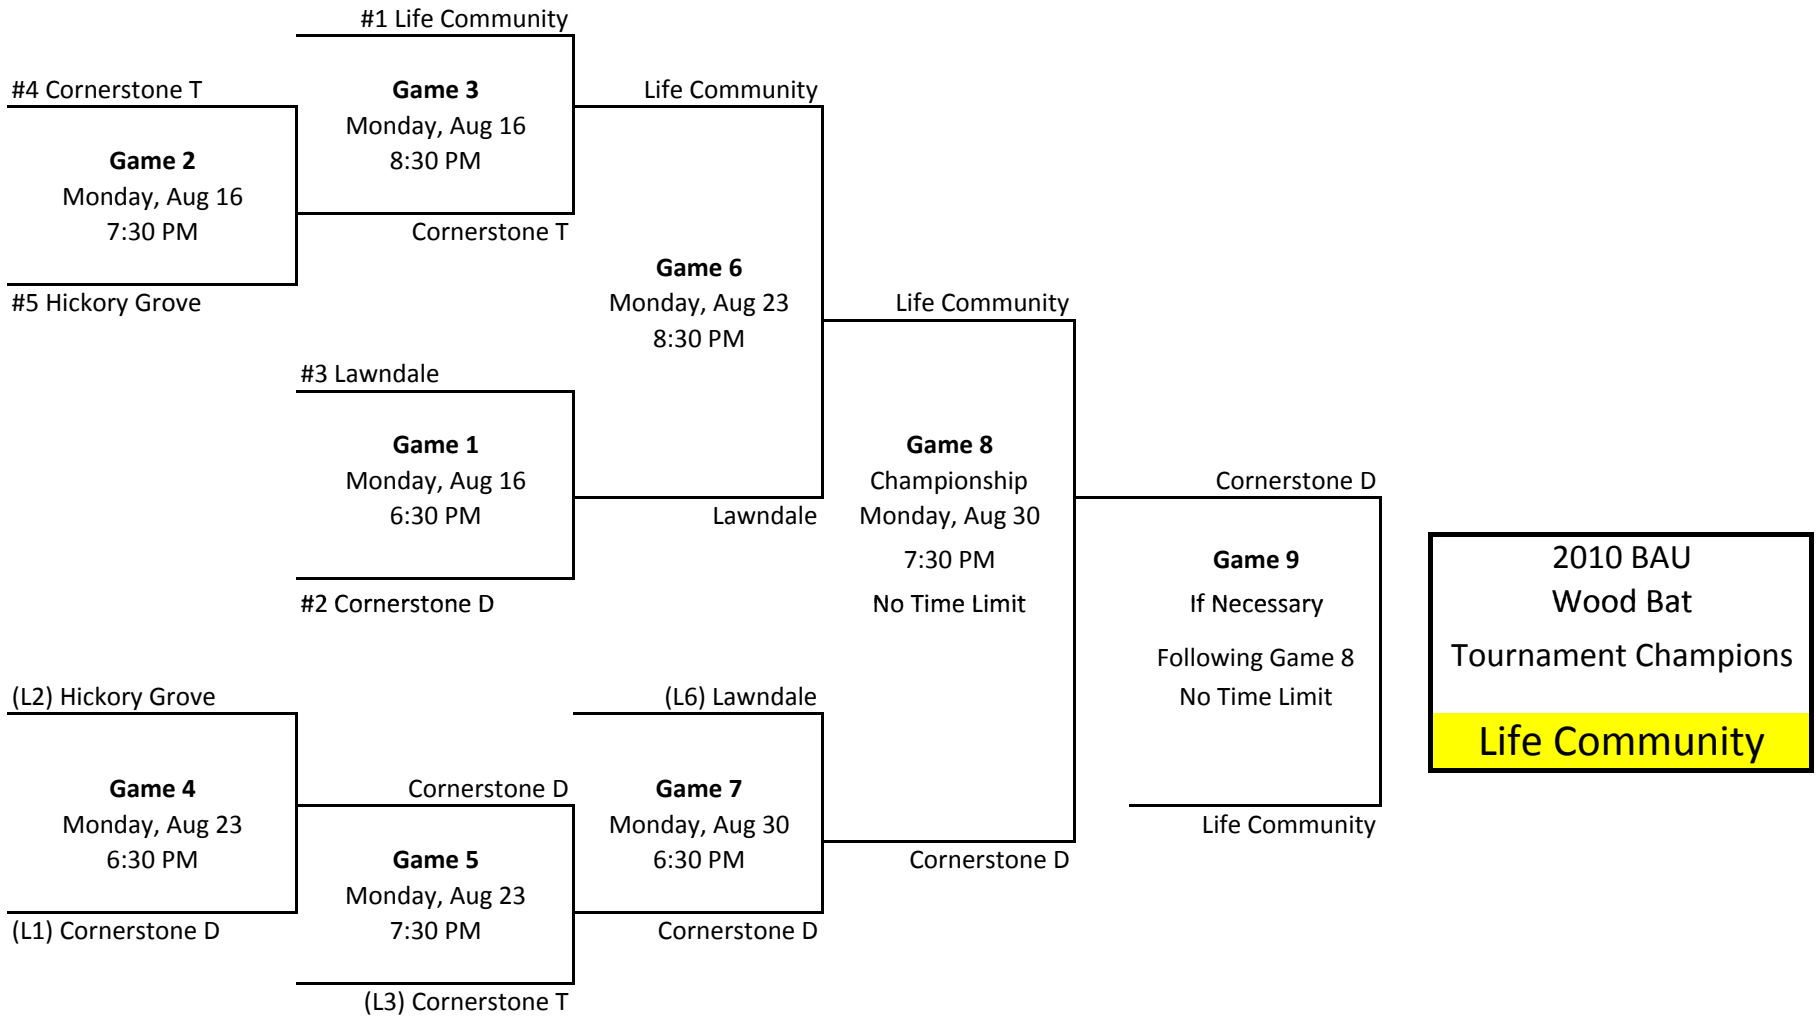 #1 Life Community
#4 Cornerstone T
Game 3
Monday, Aug 16
8:30 PM
Life Community
Game 2
Monday, Aug 16
7:30 PM
Cornerstone T
#5 Hickory Grove
Game 6
Monday, Aug 23
8:30 PM
Life Community
#3 Lawndale
Game 1
Monday, Aug 16
6:30 PM
Lawndale
#2 Cornerstone D
Game 8
Championship
Monday, Aug 30
7:30 PM
No Time Limit
Cornerstone D
Game 9
If Necessary
Following Game 8
No Time Limit
Life Community
2010 BAU
Wood Bat
Tournament Champions
Life Community
(L2) Hickory Grove
Game 4
Monday, Aug 23
6:30 PM
(L1) Cornerstone D
Cornerstone D
Game 5
Monday, Aug 23
7:30 PM
(L3) Cornerstone T
(L6) Lawndale
Game 7
Monday, Aug 30
6:30 PM
Cornerstone D
Cornerstone D